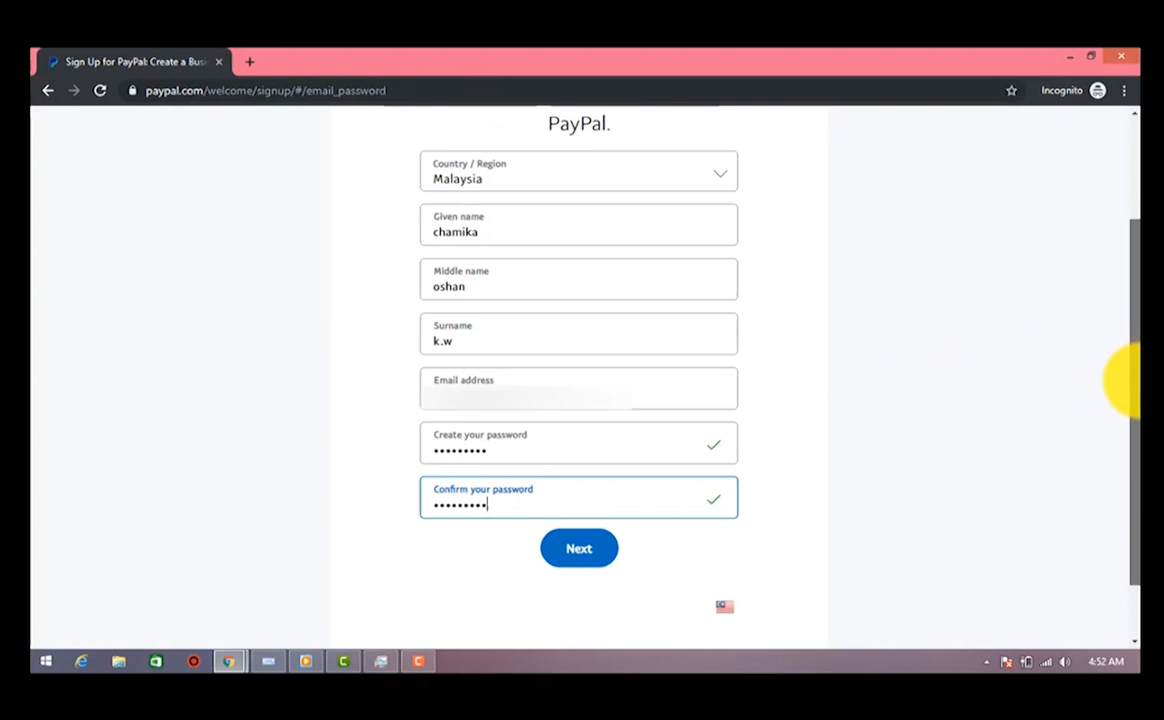 Sign Up for PayPal: Create a Busi
paypal.com/welcome/signup/#/email_password
Incognito
PayPal.
Country / Region
Malaysia
Given name
chamika
Middle name
oshan
Surname
k.w
Email address
Create your password
•••••••••
Confirm your password
•••••••••
Next
4:52 AM